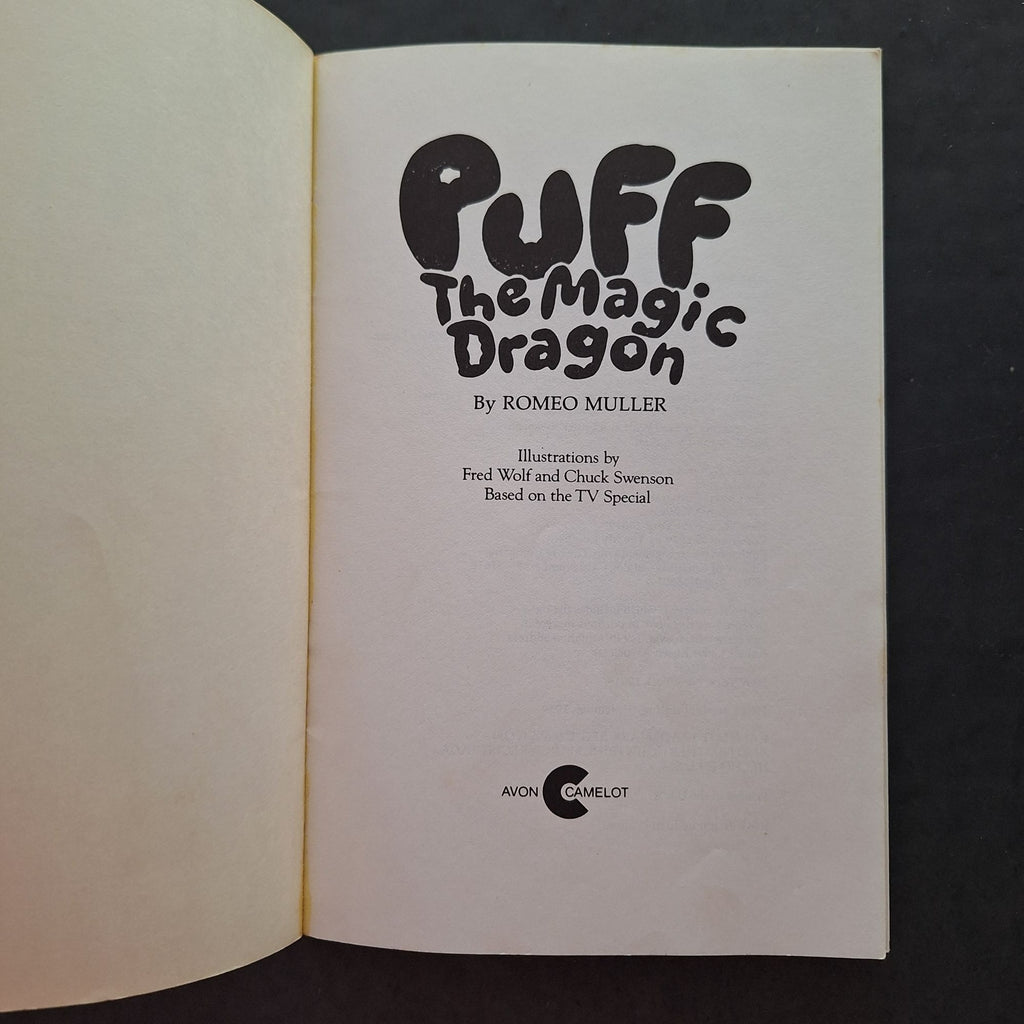 Puff
The Magic
Dragon
By ROMEO MULLER
Illustrations by
Fred Wolf and Chuck Swenson
Based on the TV Special
AVON CAMELOT